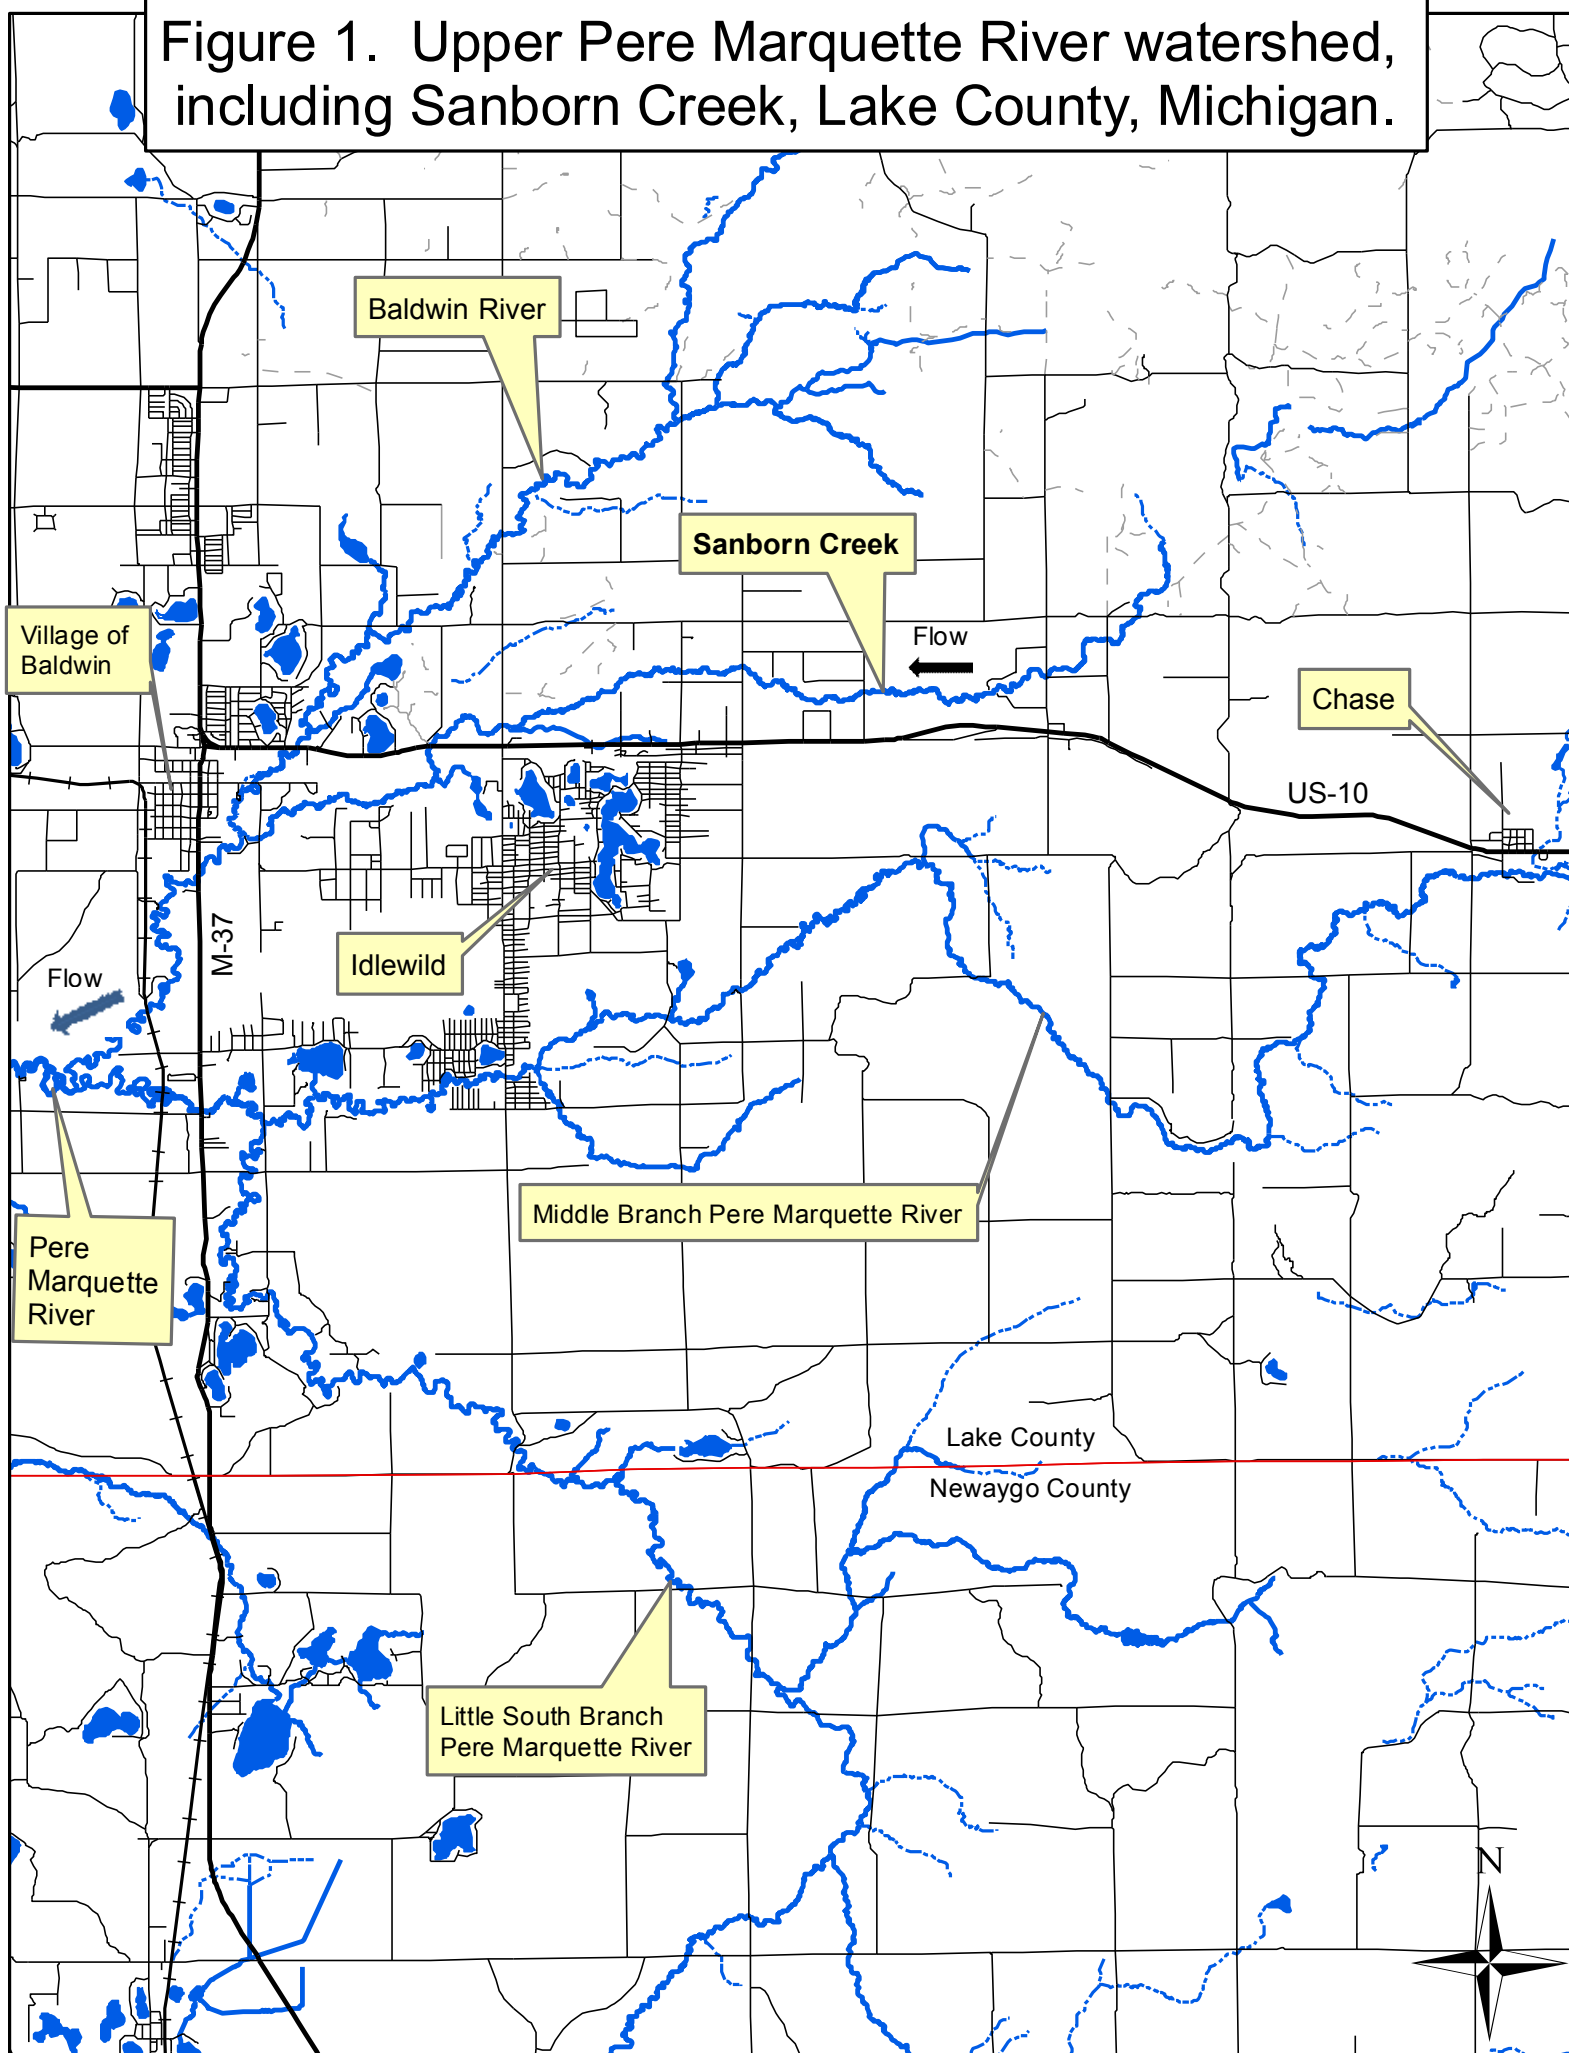 Figure 1. Upper Pere Marquette River watershed,
including Sanborn Creek, Lake County, Michigan.
Baldwin River
Sanborn Creek
Village of
Baldwin
Flow
Chase
US-10
M-37
Idlewild
Flow
Middle Branch Pere Marquette River
Pere
Marquette
River
Lake County
Newaygo County
Little South Branch
Pere Marquette River
N